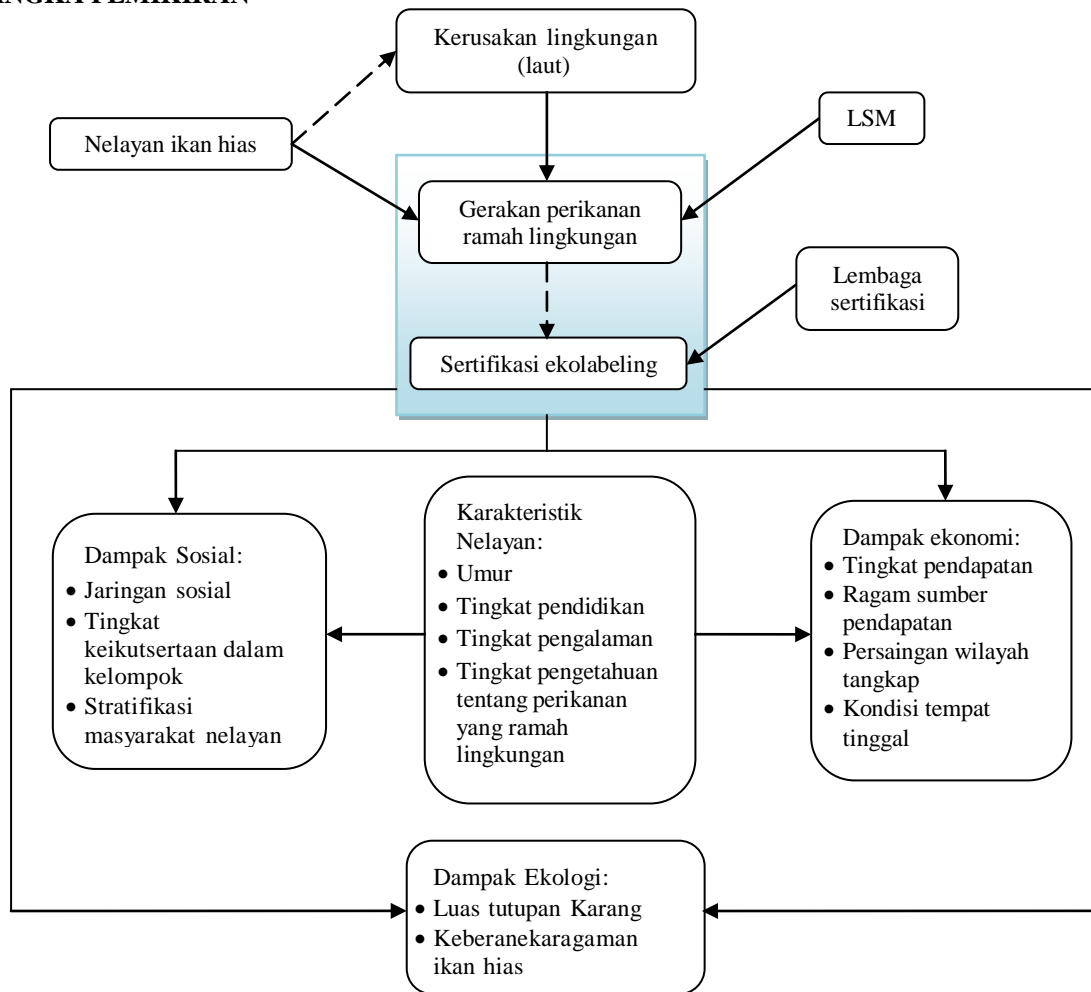 Kerusakan lingkungan
(laut)
Nelayan ikan hias
LSM
Gerakan perikanan
ramah lingkungan
Lembaga
sertifikasi
Sertifikasi ekolabeling
Dampak Sosial:
• Jaringan sosial
• Tingkat
keikutsertaan dalam
kelompok
• Stratifikasi
masyarakat nelayan
Karakteristik
Nelayan:
• Umur
• Tingkat pendidikan
• Tingkat pengalaman
• Tingkat pengetahuan
tentang perikanan
yang ramah
lingkungan
Dampak ekonomi:
• Tingkat pendapatan
• Ragam sumber
pendapatan
• Persaingan wilayah
tangkap
• Kondisi tempat
tinggal
Dampak Ekologi:
• Luas tutupan Karang
• Keberanekaragaman
ikan hias